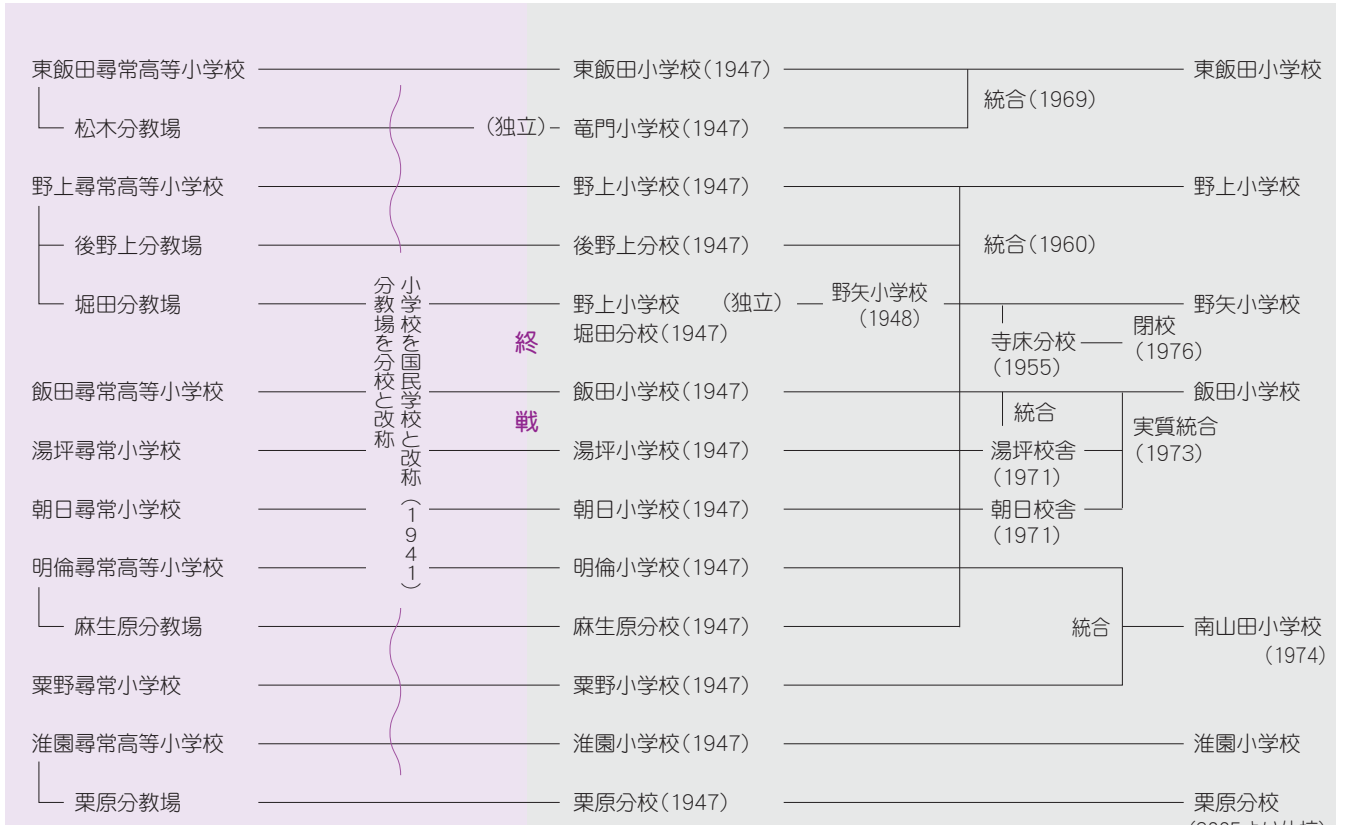 東飯田尋常高等小学校 東飯田小学校(1947) 東飯田小学校
統合(1969)
松木分教場 (独立) 竜門小学校(1947)
野上尋常高等小学校 野上小学校(1947) 野上小学校
後野上分教場 後野上分校(1947) 統合(1960)
堀田分教場 野上小学校 (独立) 野矢小学校 野矢小学校
堀田分校(1947) (1948)
寺床分校 閉校
(1955) (1976)
小学校を国民学校と改称(1941)
分教場を分校と改称
終
戦
飯田尋常高等小学校 飯田小学校(1947) 飯田小学校
統合 実質統合
(1973)
湯坪尋常小学校 湯坪小学校(1947) 湯坪校舎
(1971)
朝日尋常小学校 朝日小学校(1947) 朝日校舎
(1971)
明倫尋常高等小学校 明倫小学校(1947)
麻生原分教場 麻生原分校(1947) 統合 南山田小学校
(1974)
粟野尋常小学校 粟野小学校(1947)
淮園尋常高等小学校 淮園小学校(1947) 淮園小学校
栗原分教場 栗原分校(1947) 栗原分校